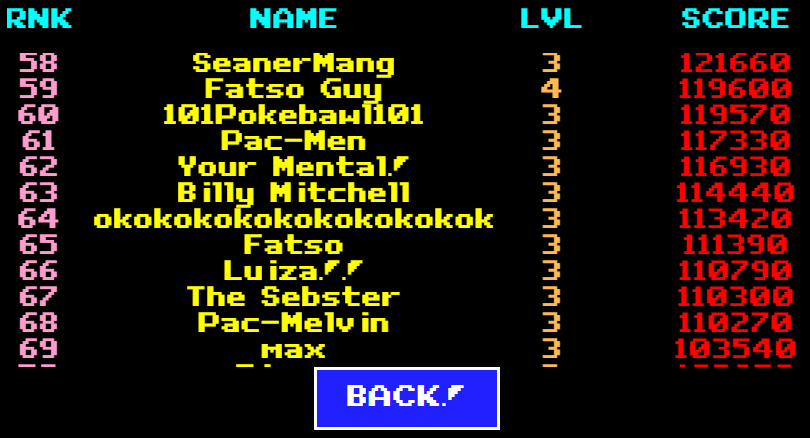 RNK NAME LVL SCORE
58 SeanerMang 3 121660
59 Fatso Guy 4 119600
60 101Pokebawl101 3 119570
61 Pac-Men 3 117330
62 Your Mental! 3 116930
63 Billy Mitchell 3 114440
64 okokokokokokokokokok 3 113420
65 Fatso 3 111390
66 Luiza!! 3 110790
67 The Sebster 3 110300
68 Pac-Melvin 3 110270
69 max 3 103540
BACK!